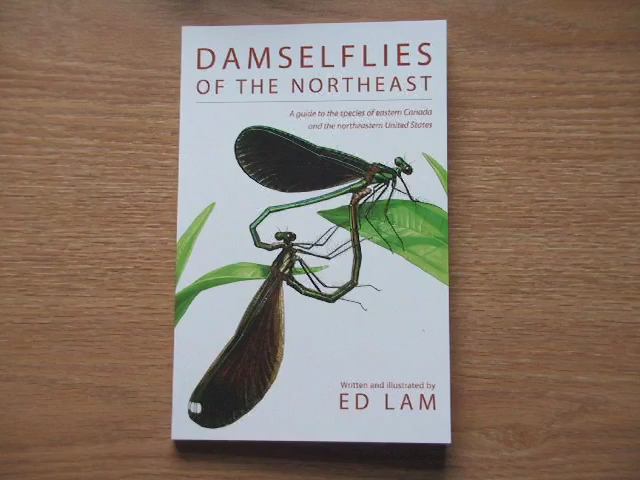 DAMSELFLIES
OF THE NORTHEAST
A guide to the species of eastern Canada
and the northeastern United States
Written and illustrated by
ED LAM